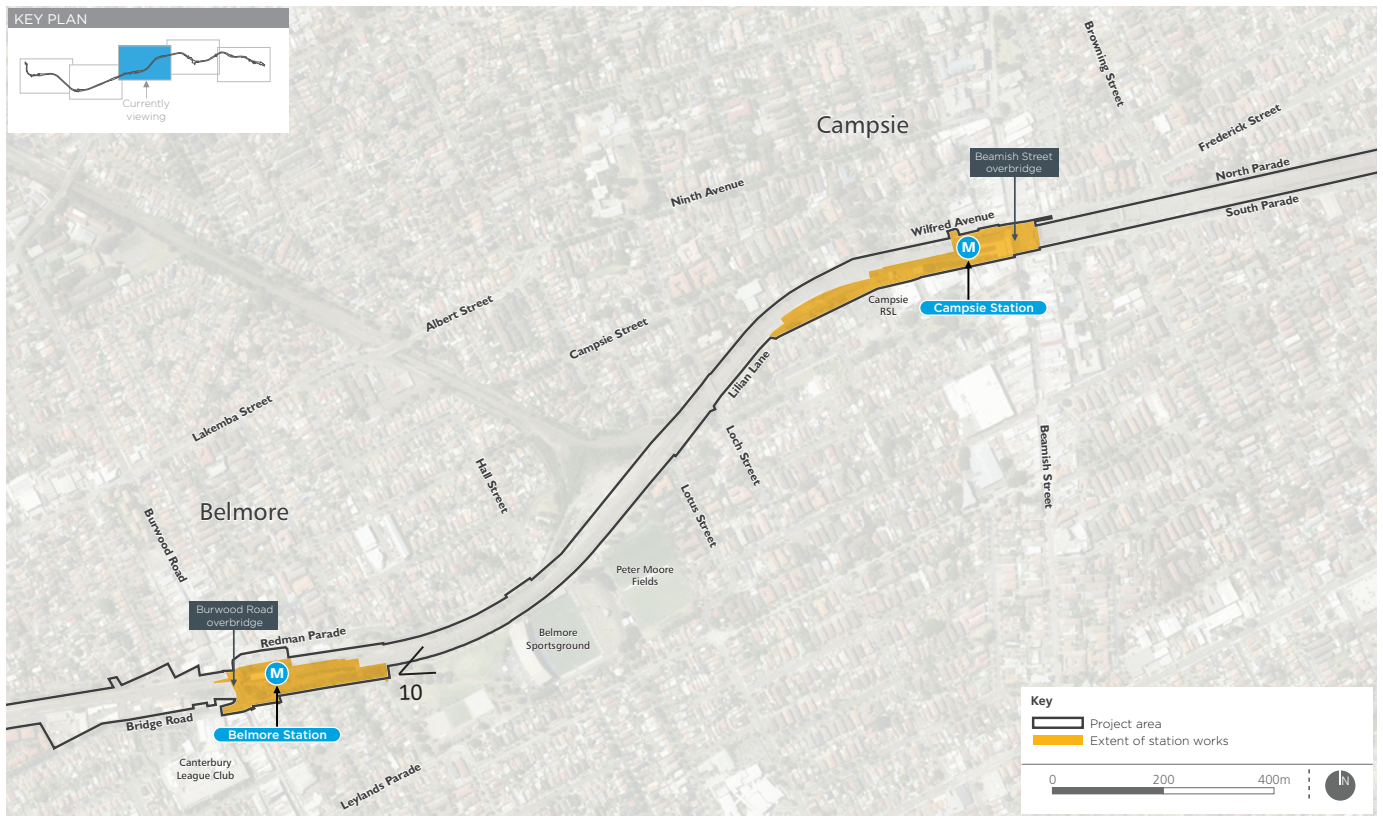 KEY PLAN
Currently
viewing
Browning Street
Campsie
Frederick Street
Beamish Street
overbridge
North Parade
Ninth Avenue
South Parade
Wilfred Avenue
M
Campsie
RSL
Campsie Station
Albert Street
Campsie Street
Lilian Lane
Lakemba Street
Loch Street
Beamish Street
Hall Street
Lotus Street
Belmore
Burwood Road
Peter Moore
Fields
Burwood Road
overbridge
Redman Parade
Belmore
Sportsground
M
10
Bridge Road
Belmore Station
Canterbury
League Club
Leylands Parade
Key
Project area
Extent of station works
0 200 400m
N